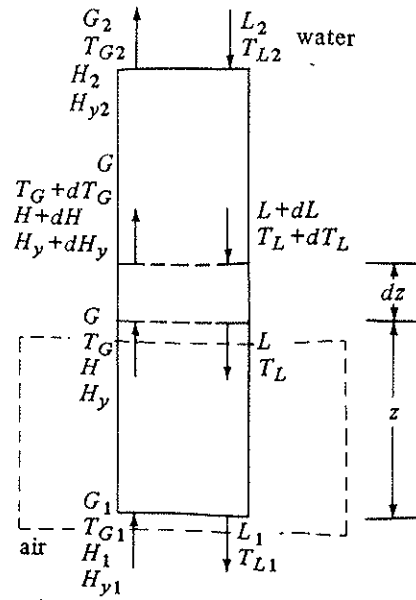 G₂
T_G2
H₂
H_y2
L₂
T_L2
water
G
T_G + dT_G
H + dH
H_y + dH_y
L + dL
T_L + dT_L
dz
G
T_G
H
H_y
L
T_L
z
G₁
T_G1
H₁
H_y1
air
L₁
T_L1